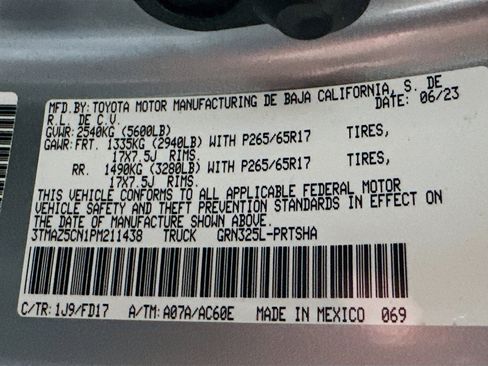 MFD.BY: TOYOTA MOTOR MANUFACTURING DE BAJA CALIFORNIA, S. DE
R.L. DE C.V. DATE: 06/23
GVWR: 2540KG (5600LB)
GAWR: FRT. 1335KG (2940LB) WITH P265/65R17 TIRES,
17X7.5J RIMS.
RR. 1490KG (3280LB) WITH P265/65R17 TIRES,
17X7.5J RIMS.
THIS VEHICLE CONFORMS TO ALL APPLICABLE FEDERAL MOTOR
VEHICLE SAFETY AND THEFT PREVENTION STANDARDS IN EFFECT ON
THE DATE OF MANUFACTURE SHOWN ABOVE.
3TMAZ5CN1PM211438 TRUCK GRN325L-PRTSHA
C/TR: 1J9/FD17 A/TM: A07A/AC60E MADE IN MEXICO 069